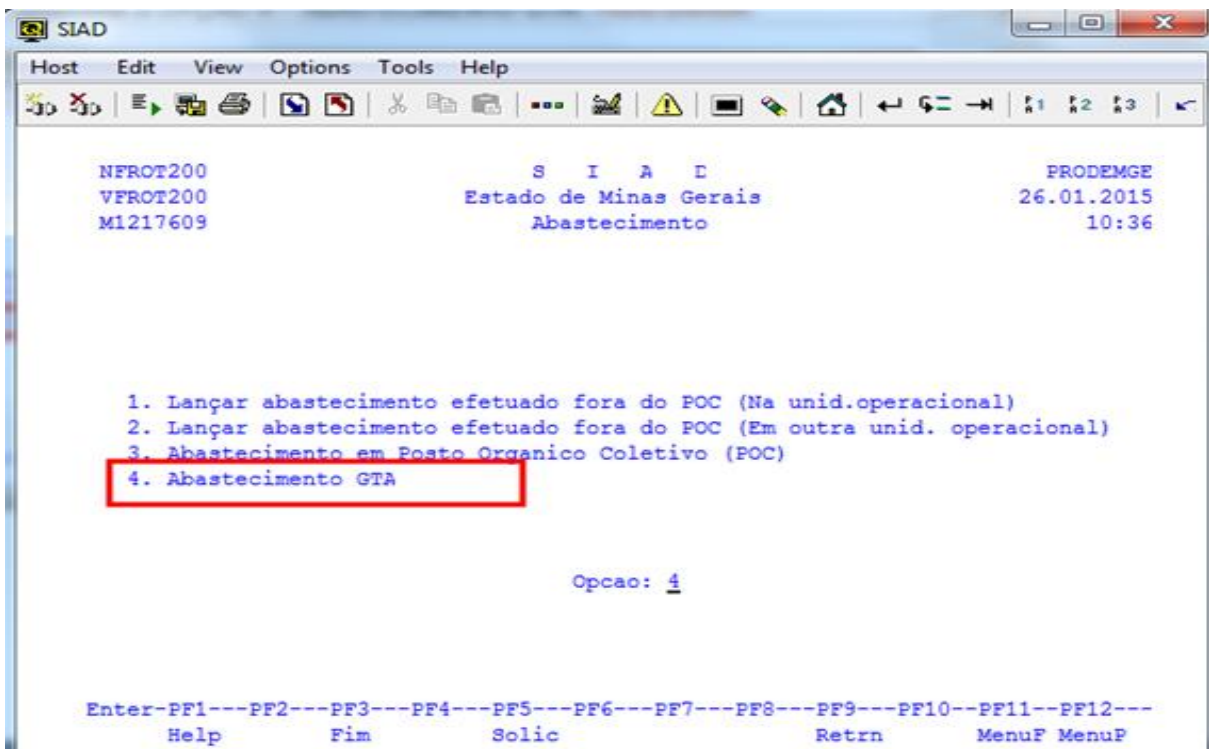 SIAD
Host Edit View Options Tools Help
NFROT200 S I A D PRODEMGE
VFROT200 Estado de Minas Gerais 26.01.2015
M1217609 Abastecimento 10:36
1. Lançar abastecimento efetuado fora do POC (Na unid.operacional)
2. Lançar abastecimento efetuado fora do POC (Em outra unid. operacional)
3. Abastecimento em Posto Organico Coletivo (POC)
4. Abastecimento GTA
Opcao: 4
Enter-PF1---PF2---PF3---PF4---PF5---PF6---PF7---PF8---PF9---PF10--PF11--PF12---
Help Fim Solic Retrn MenuF MenuP